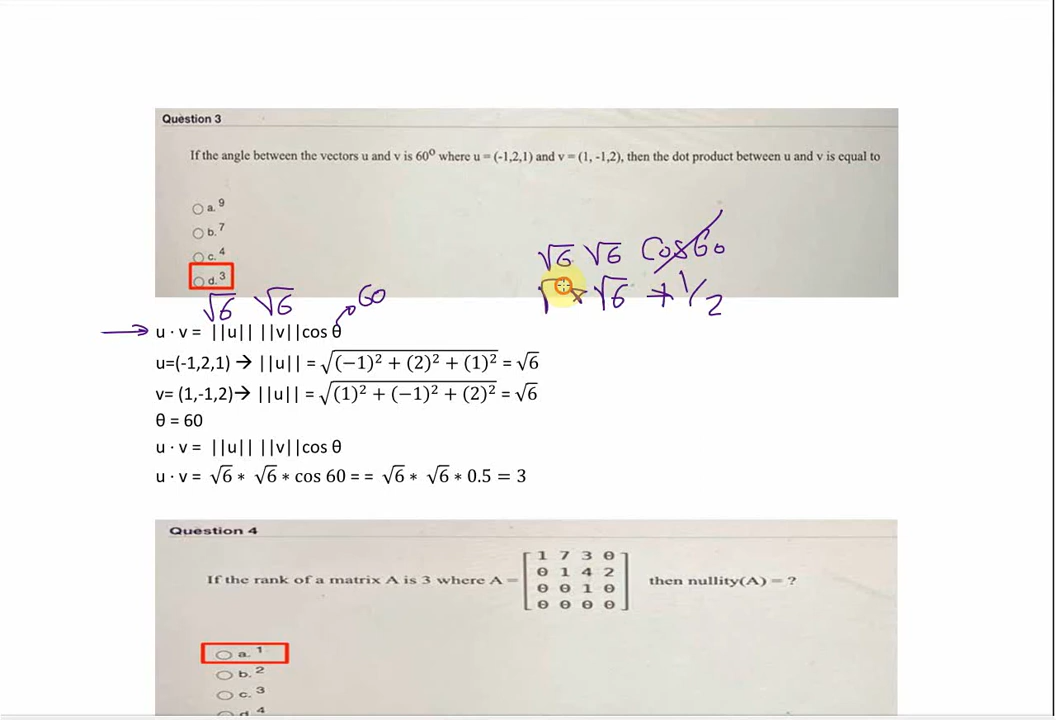 Question 3
If the angle between the vectors u and v is 60⁰ where u = (-1,2,1) and v = (1, -1,2), then the dot product between u and v is equal to
a. 9
b. 7
c. 4
d. 3
√6 √6 Cos60
√6 √6 60
√6 * 1/2
u · v = ||u|| ||v||cos θ
u=(-1,2,1) → ||u|| = √(−1)² + (2)² + (1)² = √6
v= (1,-1,2)→ ||u|| = √(1)² + (−1)² + (2)² = √6
θ = 60
u · v = ||u|| ||v||cos θ
u · v = √6 * √6 * cos 60 = = √6 * √6 * 0.5 = 3
Question 4
If the rank of a matrix A is 3 where A = [1 7 3 0
0 1 4 2
0 0 1 0
0 0 0 0] then nullity(A) = ?
a. 1
b. 2
c. 3
d. 4